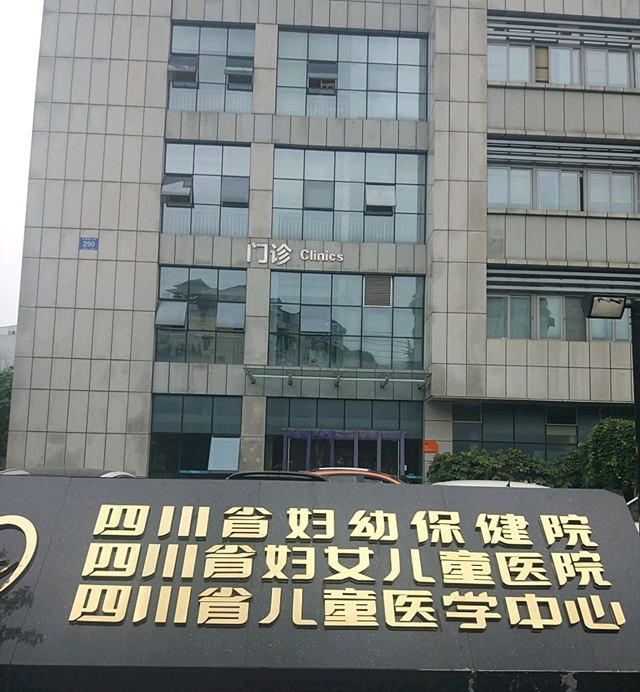 290
门诊 Clinics
四川省妇幼保健院
四川省妇女儿童医院
四川省儿童医学中心